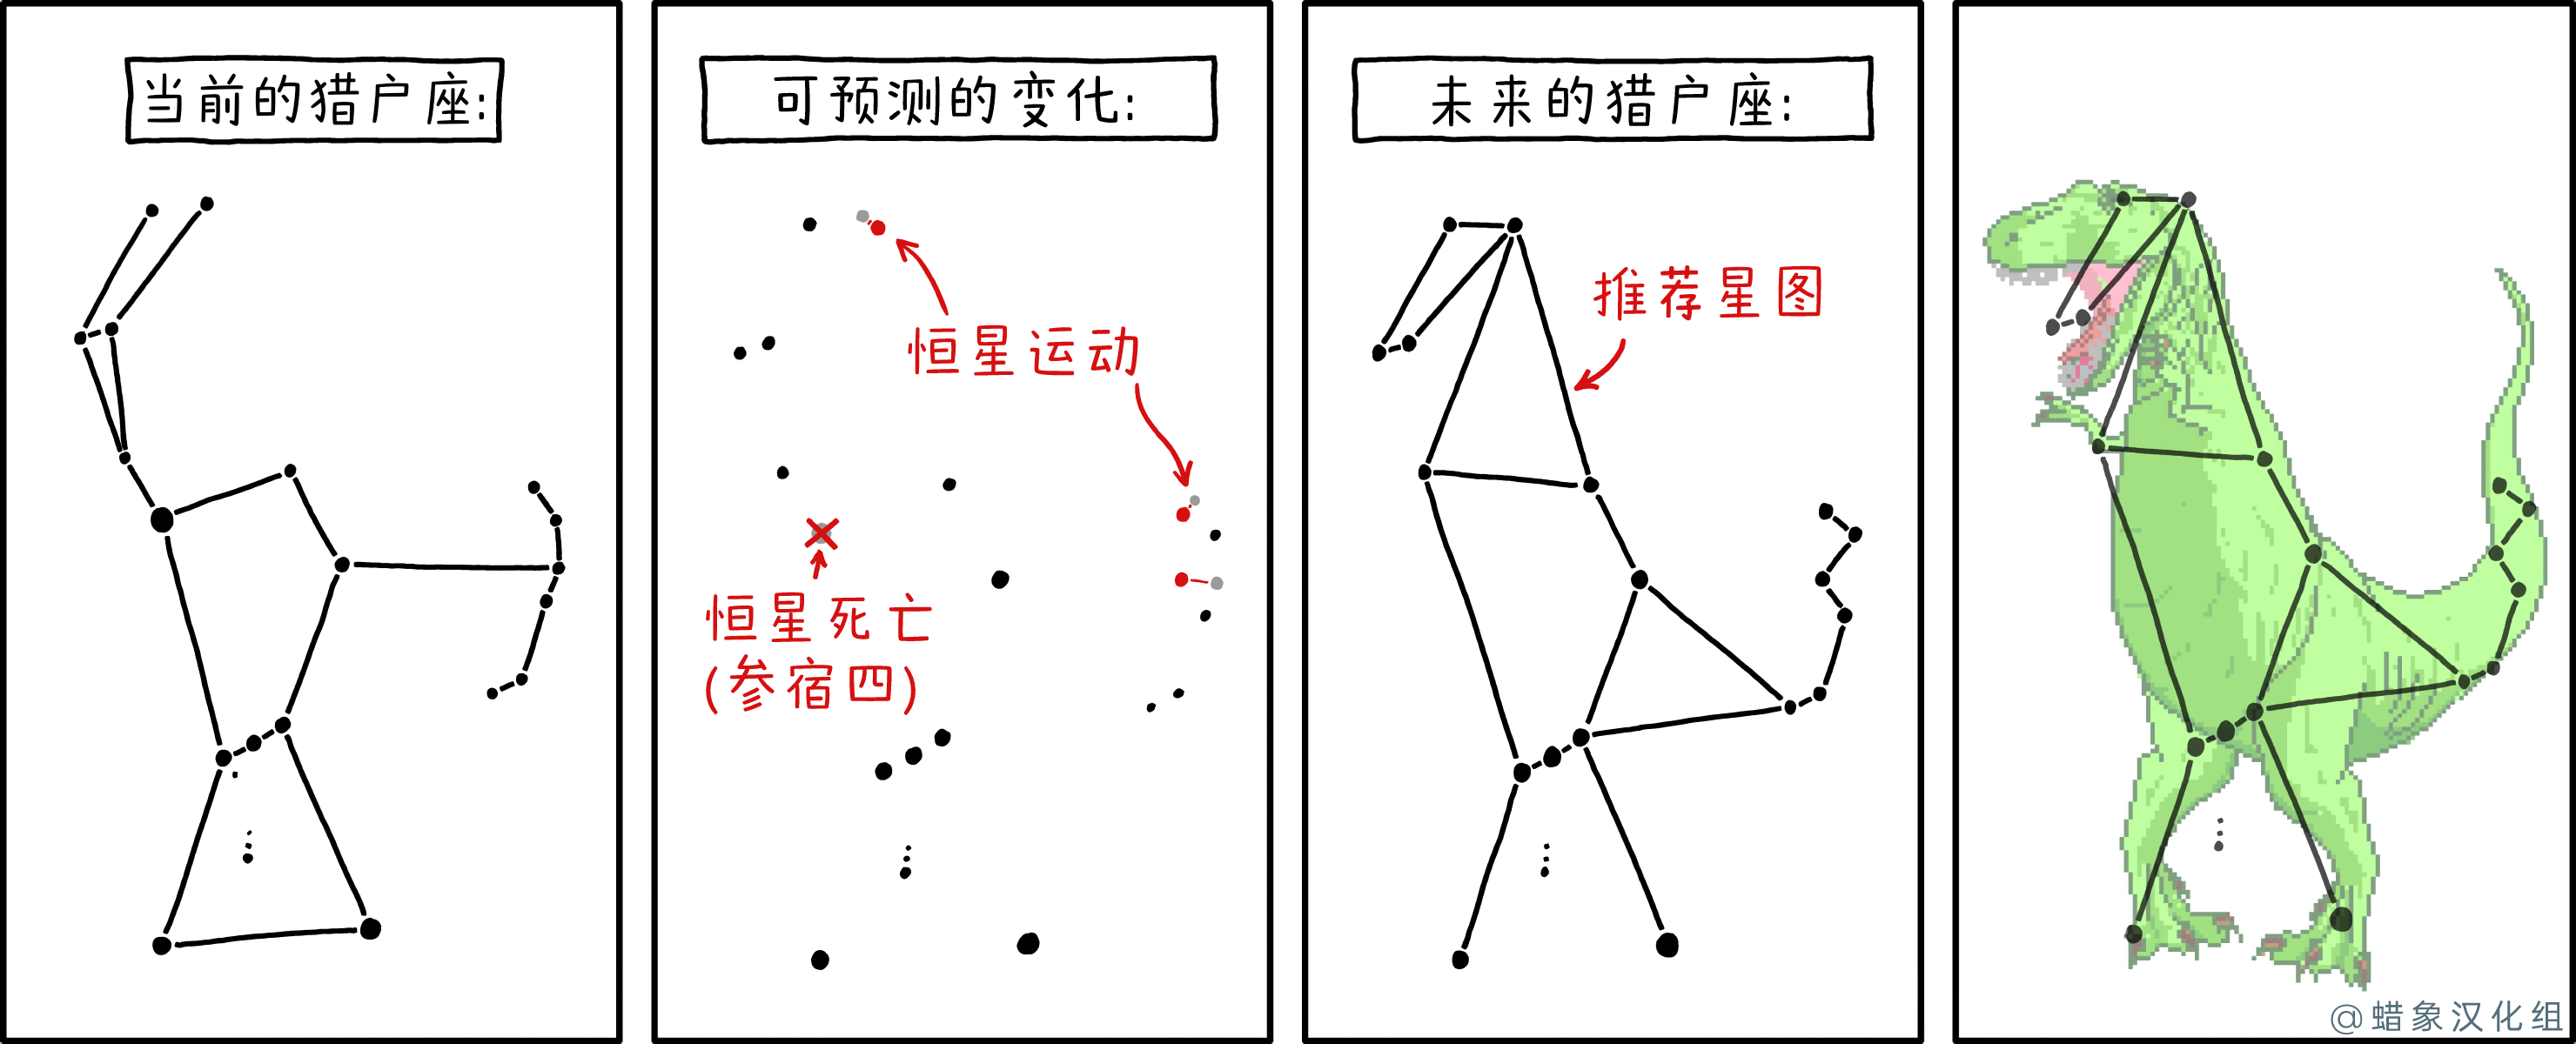 当前的猎户座:
可预测的变化:
恒星运动
恒星死亡
(参宿四)
未来的猎户座:
推荐星图
@蜡象汉化组